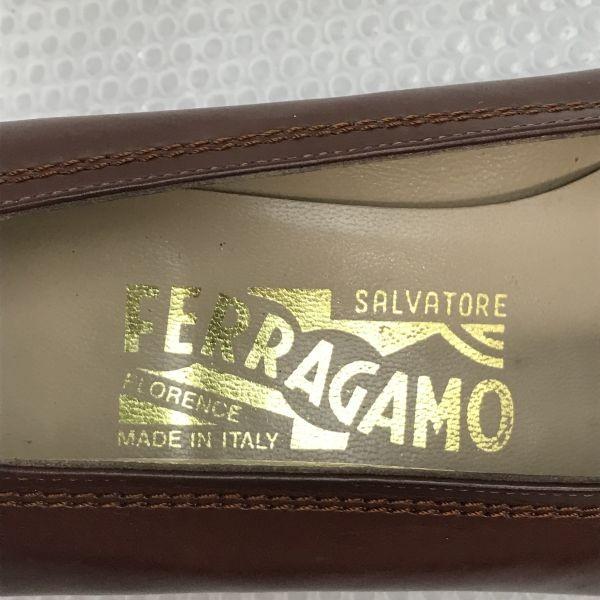 SALVATORE
FERRAGAMO
FLORENCE
MADE IN ITALY